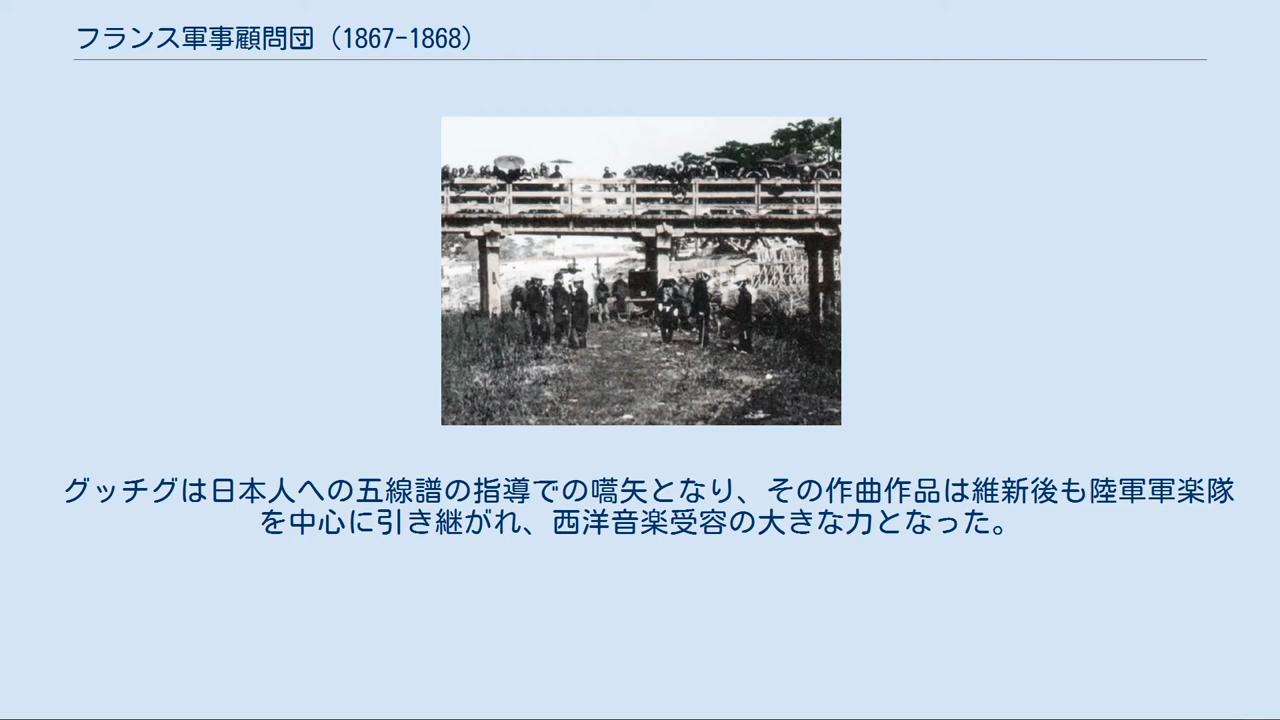 フランス軍事顧問団（1867-1868）
グッチグは日本人への五線譜の指導での嚆矢となり、その作曲作品は維新後も陸軍軍楽隊
を中心に引き継がれ、西洋音楽受容の大きな力となった。